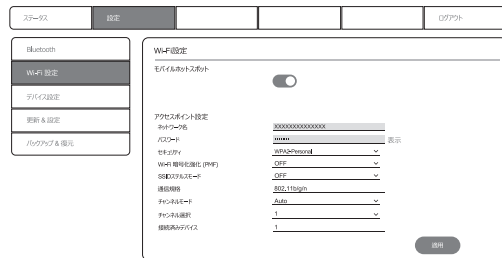 ステータス 設定 ログアウト
Bluetooth
Wi-Fi 設定
デバイス設定
更新 & 設定
バックアップ & 復元
Wi-Fi設定
モバイルホットスポット
アクセスポイント設定
ネットワーク名 XXXXXXXXXXXXXX
パスワード ••••••• 表示
セキュリティ WPA2-Personal
Wi-Fi 暗号化強化 (PMF) OFF
SSIDステルスモード OFF
通信規格 802.11b/g/n
チャンネルモード Auto
チャンネル選択 1
接続済みデバイス 1
適用